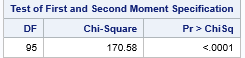 Test of First and Second Moment Specification
DF Chi-Square Pr > ChiSq
95 170.58 <.0001